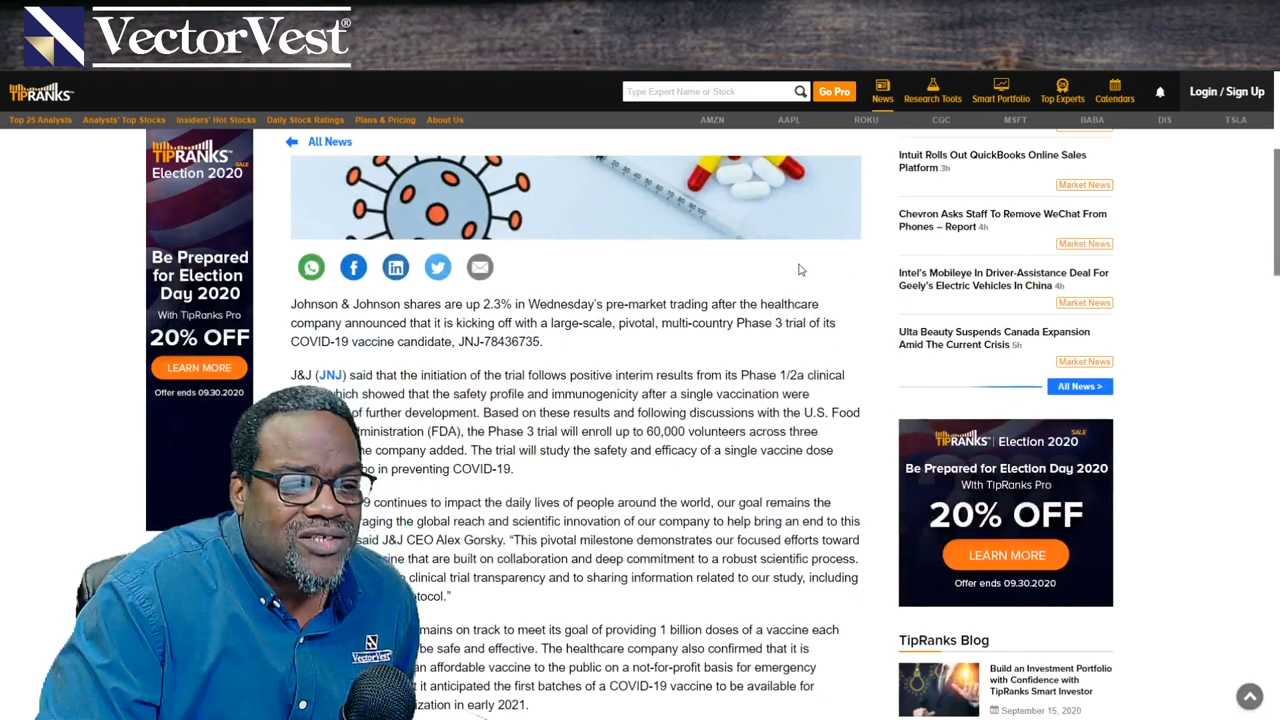 VectorVest®
TIPRANKS
Type Expert Name or Stock
Go Pro
News
Research Tools
Smart Portfolio
Top Experts
Calendars
Login / Sign Up
Top 25 Analysts
Analysts' Top Stocks
Insiders' Hot Stocks
Daily Stock Ratings
Plans & Pricing
About Us
AMZN
AAPL
ROKU
CGC
MSFT
BABA
DIS
TSLA
TIPRANKS SALE
Election 2020
Be Prepared
for Election
Day 2020
With TipRanks Pro
20% OFF
LEARN MORE
Offer ends 09.30.2020
All News
Johnson & Johnson shares are up 2.3% in Wednesday's pre-market trading after the healthcare
company announced that it is kicking off with a large-scale, pivotal, multi-country Phase 3 trial of its
COVID-19 vaccine candidate, JNJ-78436735.
J&J (JNJ) said that the initiation of the trial follows positive interim results from its Phase 1/2a clinical
which showed that the safety profile and immunogenicity after a single vaccination were
of further development. Based on these results and following discussions with the U.S. Food
ministration (FDA), the Phase 3 trial will enroll up to 60,000 volunteers across three
company added. The trial will study the safety and efficacy of a single vaccine dose
in preventing COVID-19.
9 continues to impact the daily lives of people around the world, our goal remains the
aging the global reach and scientific innovation of our company to help bring an end to this
said J&J CEO Alex Gorsky. “This pivotal milestone demonstrates our focused efforts toward
ine that are built on collaboration and deep commitment to a robust scientific process.
clinical trial transparency and to sharing information related to our study, including
tocol.”
mains on track to meet its goal of providing 1 billion doses of a vaccine each
be safe and effective. The healthcare company also confirmed that it is
an affordable vaccine to the public on a not-for-profit basis for emergency
it anticipated the first batches of a COVID-19 vaccine to be available for
ization in early 2021.
VectorVest
Intuit Rolls Out QuickBooks Online Sales
Platform 3h
Market News
Chevron Asks Staff To Remove WeChat From
Phones – Report 4h
Market News
Intel's Mobileye In Driver-Assistance Deal For
Geely's Electric Vehicles In China 4h
Market News
Ulta Beauty Suspends Canada Expansion
Amid The Current Crisis 5h
Market News
All News >
TIPRANKS Election 2020 SALE
Be Prepared for Election Day 2020
With TipRanks Pro
20% OFF
LEARN MORE
Offer ends 09.30.2020
TipRanks Blog
Build an Investment Portfolio
with Confidence with
TipRanks Smart Investor
September 15, 2020